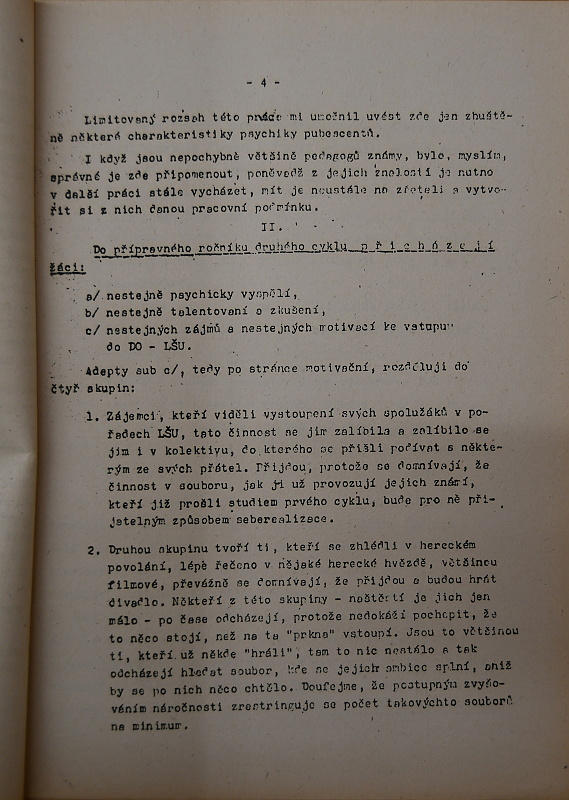 - 4 -
Limitovaný rozsah této práce mi umožnil uvést zde jen zhuště-
ně některé charakteristiky psychiky pubescentů.
I když jsou nepochybně většině pedagogů známy, bylo, myslím,
správné je zde připomenout, poněvadž z jejich znalostí je nutno
v další práci stále vycházet, mít je neustále na zřeteli a vytvo-
řit si z nich danou pracovní podmínku.
II.
Do přípravného ročníku druhého cyklu p ř i c h á z e j í
žáci:
a/ nestejně psychicky vyspělí,
b/ nestejně talentovaní a zkušení,
c/ nestejných zájmů a nestejných motivací ke vstupu
do DO - LŠU.
Adepty sub c/, tedy po stránce motivační, rozděluji do
čtyř skupin:
1. Zájemci, kteří viděli vystoupení svých spolužáků v po-
řadech LŠU, tato činnost se jim zalíbila a zalíbilo se
jim i v kolektivu, do kterého se přišli podívat s někte-
rým ze svých přátel. Přijdou, protože se domnívají, že
činnost v souboru, jak ji už provozují jejich známí,
kteří již prošli studiem prvého cyklu, bude pro ně při-
jatelným způsobem seberealizace.
2. Druhou skupinu tvoří ti, kteří se zhlédli v hereckém
povolání, lépe řečeno v nějaké herecké hvězdě, většinou
filmové, převážně se domnívají, že přijdou a budou hrát
divadlo. Někteří z této skupiny - naštěstí je jich jen
málo - po čase odcházejí, protože nedokáží pochopit, že
to něco stojí, než na ta "prkna" vstoupí. Jsou to většinou
ti, kteří už někde "hráli", tam to nic nestálo a tak
odcházejí hledat soubor, kde se jejich ambice splní, aniž
by se po nich něco chtělo. Doufejme, že postupným zvyšo-
váním náročnosti zrestringuje se počet takovýchto souborů
na minimum.